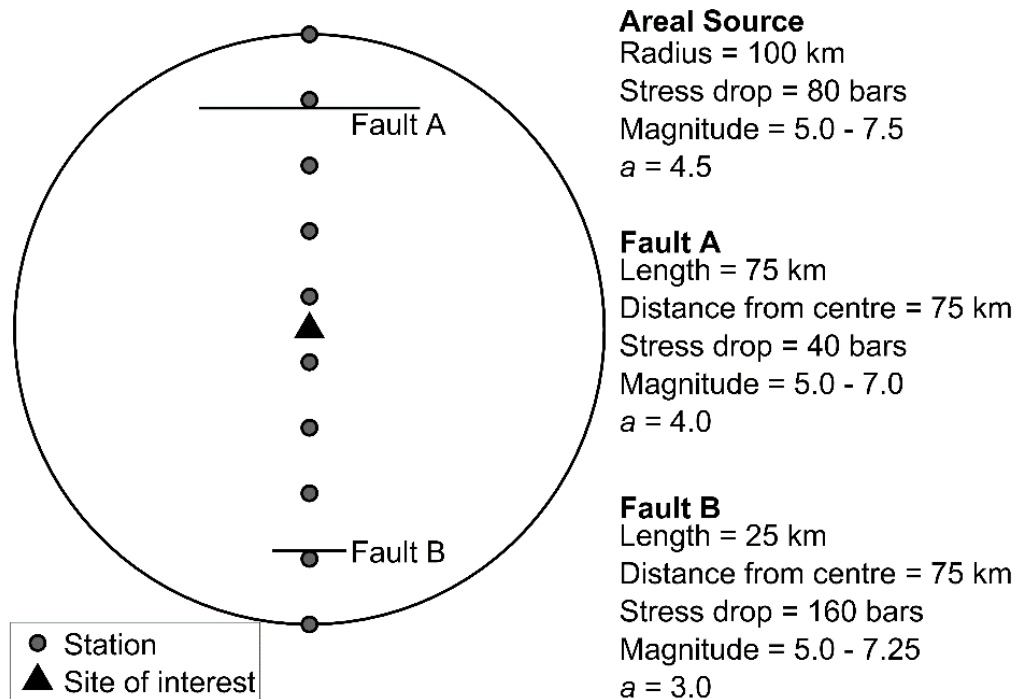 Areal Source
Radius = 100 km
Stress drop = 80 bars
Magnitude = 5.0 - 7.5
a = 4.5
Fault A
Fault A
Length = 75 km
Distance from centre = 75 km
Stress drop = 40 bars
Magnitude = 5.0 - 7.0
a = 4.0
Fault B
Fault B
Length = 25 km
Distance from centre = 75 km
Stress drop = 160 bars
Magnitude = 5.0 - 7.25
a = 3.0
Station
Site of interest